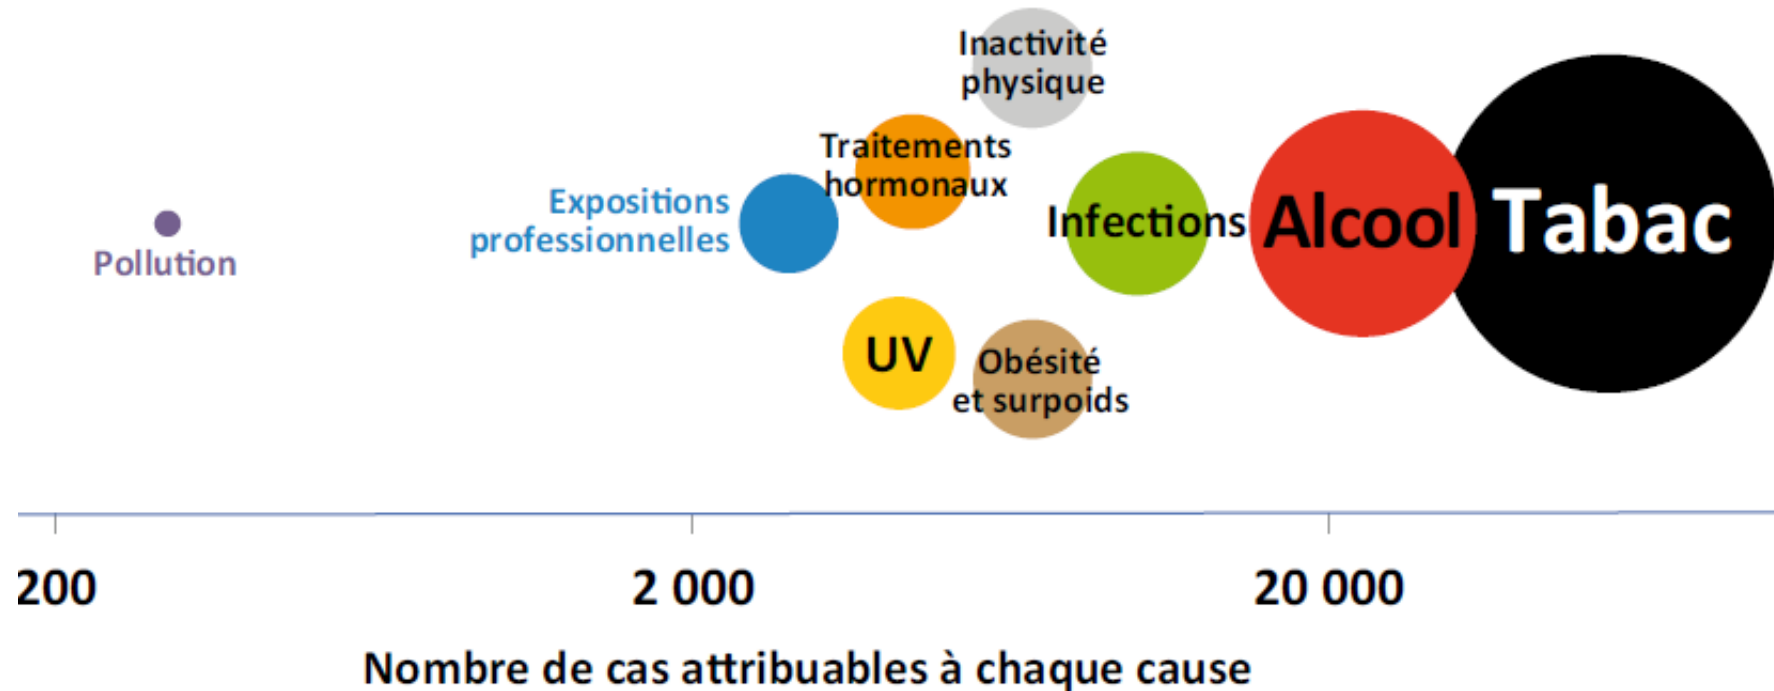 Inactivité
physique
Traitements
hormonaux
Expositions
professionnelles
Pollution
Infections
Alcool
Tabac
UV
Obésité
et surpoids
200
2 000
20 000
Nombre de cas attribuables à chaque cause